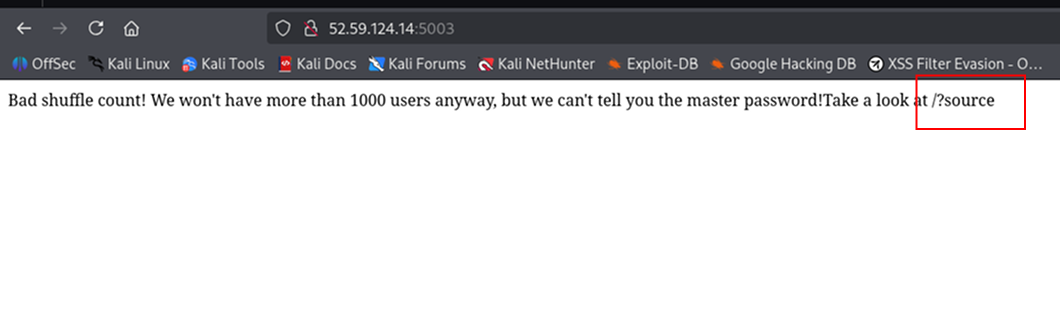 52.59.124.14:5003
OffSec Kali Linux Kali Tools Kali Docs Kali Forums Kali NetHunter Exploit-DB Google Hacking DB XSS Filter Evasion - O...
Bad shuffle count! We won't have more than 1000 users anyway, but we can't tell you the master password!Take a look at /?source